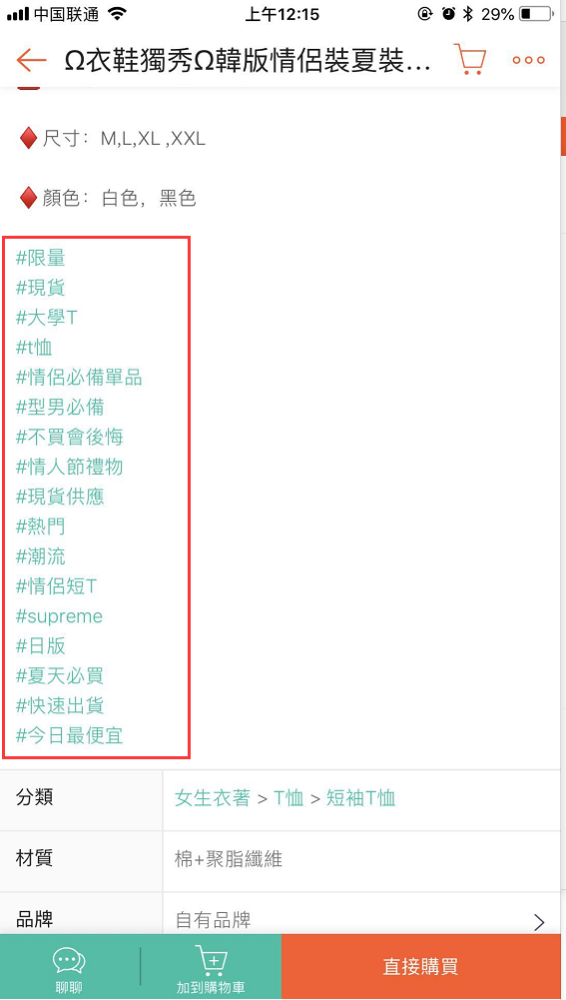 中国联通 上午12:15 29%
Ω衣鞋獨秀Ω韓版情侶裝夏裝...
尺寸：M,L,XL ,XXL
顏色：白色，黑色
#限量
#現貨
#大學T
#t恤
#情侶必備單品
#型男必備
#不買會後悔
#情人節禮物
#現貨供應
#熱門
#潮流
#情侶短T
#supreme
#日版
#夏天必買
#快速出貨
#今日最便宜
分類 女生衣著 > T恤 > 短袖T恤
材質 棉+聚脂纖維
品牌 自有品牌
聊聊 加到購物車 直接購買